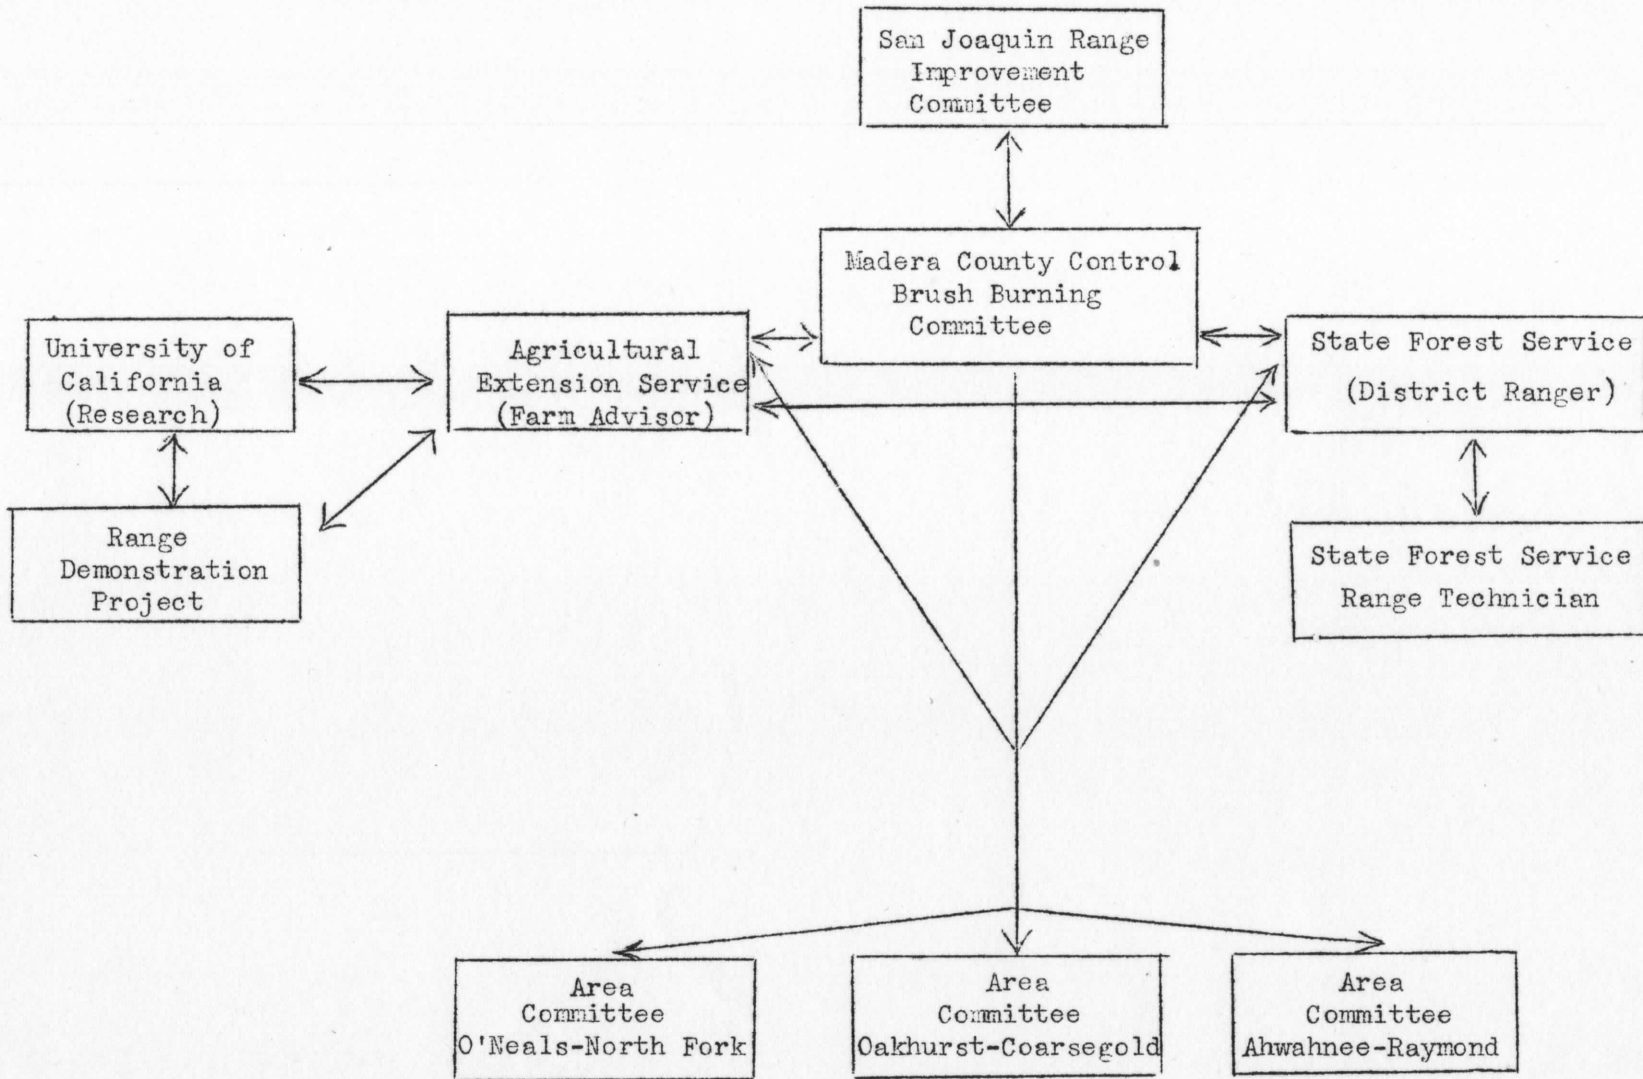 San Joaquin Range
Improvement
Committee
Madera County Control
Brush Burning
Committee
University of
California
(Research)
Agricultural
Extension Service
(Farm Advisor)
State Forest Service
(District Ranger)
Range
Demonstration
Project
State Forest Service
Range Technician
Area
Committee
O'Neals-North Fork
Area
Committee
Oakhurst-Coarsegold
Area
Committee
Ahwahnee-Raymond